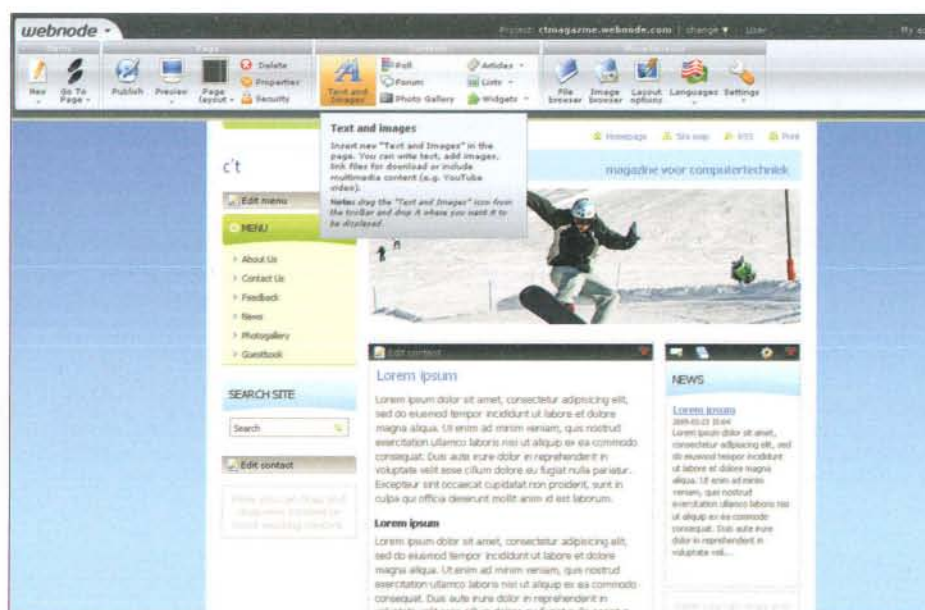 webnode
Project: ctmagazine.webnode.com | change ▼ User
Page
New
Go To Page
Publish
Preview
Page layout
Delete
Properties
Security
Text and Images
Poll
Forum
Photo Gallery
Articles
Lists
Widgets
File browser
Image browser
Layout options
Languages
Settings
Text and images
Insert new "Text and Images" in the
page. You can write text, add images,
link files for download or include
multimedia content (e.g. YouTube
video).
Note: drag the "Text and Images" icon from
the toolbar and drop it where you want it to
be displayed.
Homepage Site map RSS Print
c't
magazine voor computertechniek
Edit menu
MENU
About Us
Contact Us
Feedback
News
Photogallery
Guestbook
SEARCH SITE
Search
Edit contact
Edit content
Lorem ipsum
Lorem ipsum dolor sit amet, consectetur adipisicing elit,
sed do eiusmod tempor incididunt ut labore et dolore
magna aliqua. Ut enim ad minim veniam, quis nostrud
exercitation ullamco laboris nisi ut aliquip ex ea commodo
consequat. Duis aute irure dolor in reprehenderit in
voluptate velit esse cillum dolore eu fugiat nulla pariatur.
Excepteur sint occaecat cupidatat non proident, sunt in
culpa qui officia deserunt mollit anim id est laborum.
Lorem ipsum
Lorem ipsum dolor sit amet, consectetur adipisicing elit,
sed do eiusmod tempor incididunt ut labore et dolore
magna aliqua. Ut enim ad minim veniam, quis nostrud
exercitation ullamco laboris nisi ut aliquip ex ea commodo
consequat. Duis aute irure dolor in reprehenderit in
NEWS
Lorem ipsum
Lorem ipsum dolor sit amet,
consectetur adipisicing elit, sed
do eiusmod tempor incididunt
ut labore et dolore magna
aliqua. Ut enim ad minim
veniam, quis nostrud
exercitation ullamco laboris nisi
ut aliquip ex ea commodo
consequat. Duis aute irure
dolor in reprehenderit in
voluptate veli...